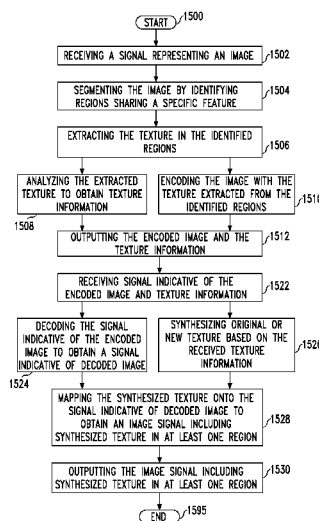 START
1500
RECEIVING A SIGNAL REPRESENTING AN IMAGE
1502
SEGMENTING THE IMAGE BY IDENTIFYING
REGIONS SHARING A SPECIFIC FEATURE
1504
EXTRACTING THE TEXTURE IN THE IDENTIFIED
REGIONS
1506
ANALYZING THE EXTRACTED
TEXTURE TO OBTAIN TEXTURE
INFORMATION
1508
ENCODING THE IMAGE WITH THE
TEXTURE EXTRACTED FROM THE
IDENTIFIED REGIONS
1510
OUTPUTTING THE ENCODED IMAGE AND THE
TEXTURE INFORMATION
1512
RECEIVING SIGNAL INDICATIVE OF THE
ENCODED IMAGE AND TEXTURE INFORMATION
1522
DECODING THE SIGNAL
INDICATIVE OF THE ENCODED
IMAGE TO OBTAIN A SIGNAL
INDICATIVE OF DECODED IMAGE
1524
SYNTHESIZING ORIGINAL OR
NEW TEXTURE BASED ON THE
RECEIVED TEXTURE
INFORMATION
1526
MAPPING THE SYNTHESIZED TEXTURE ONTO
THE SIGNAL INDICATIVE OF DECODED IMAGE TO
OBTAIN AN IMAGE SIGNAL INCLUDING
SYNTHESIZED TEXTURE IN AT LEAST ONE REGION
1528
OUTPUTTING THE IMAGE SIGNAL INCLUDING
SYNTHESIZED TEXTURE IN AT LEAST ONE REGION
1530
END
1595